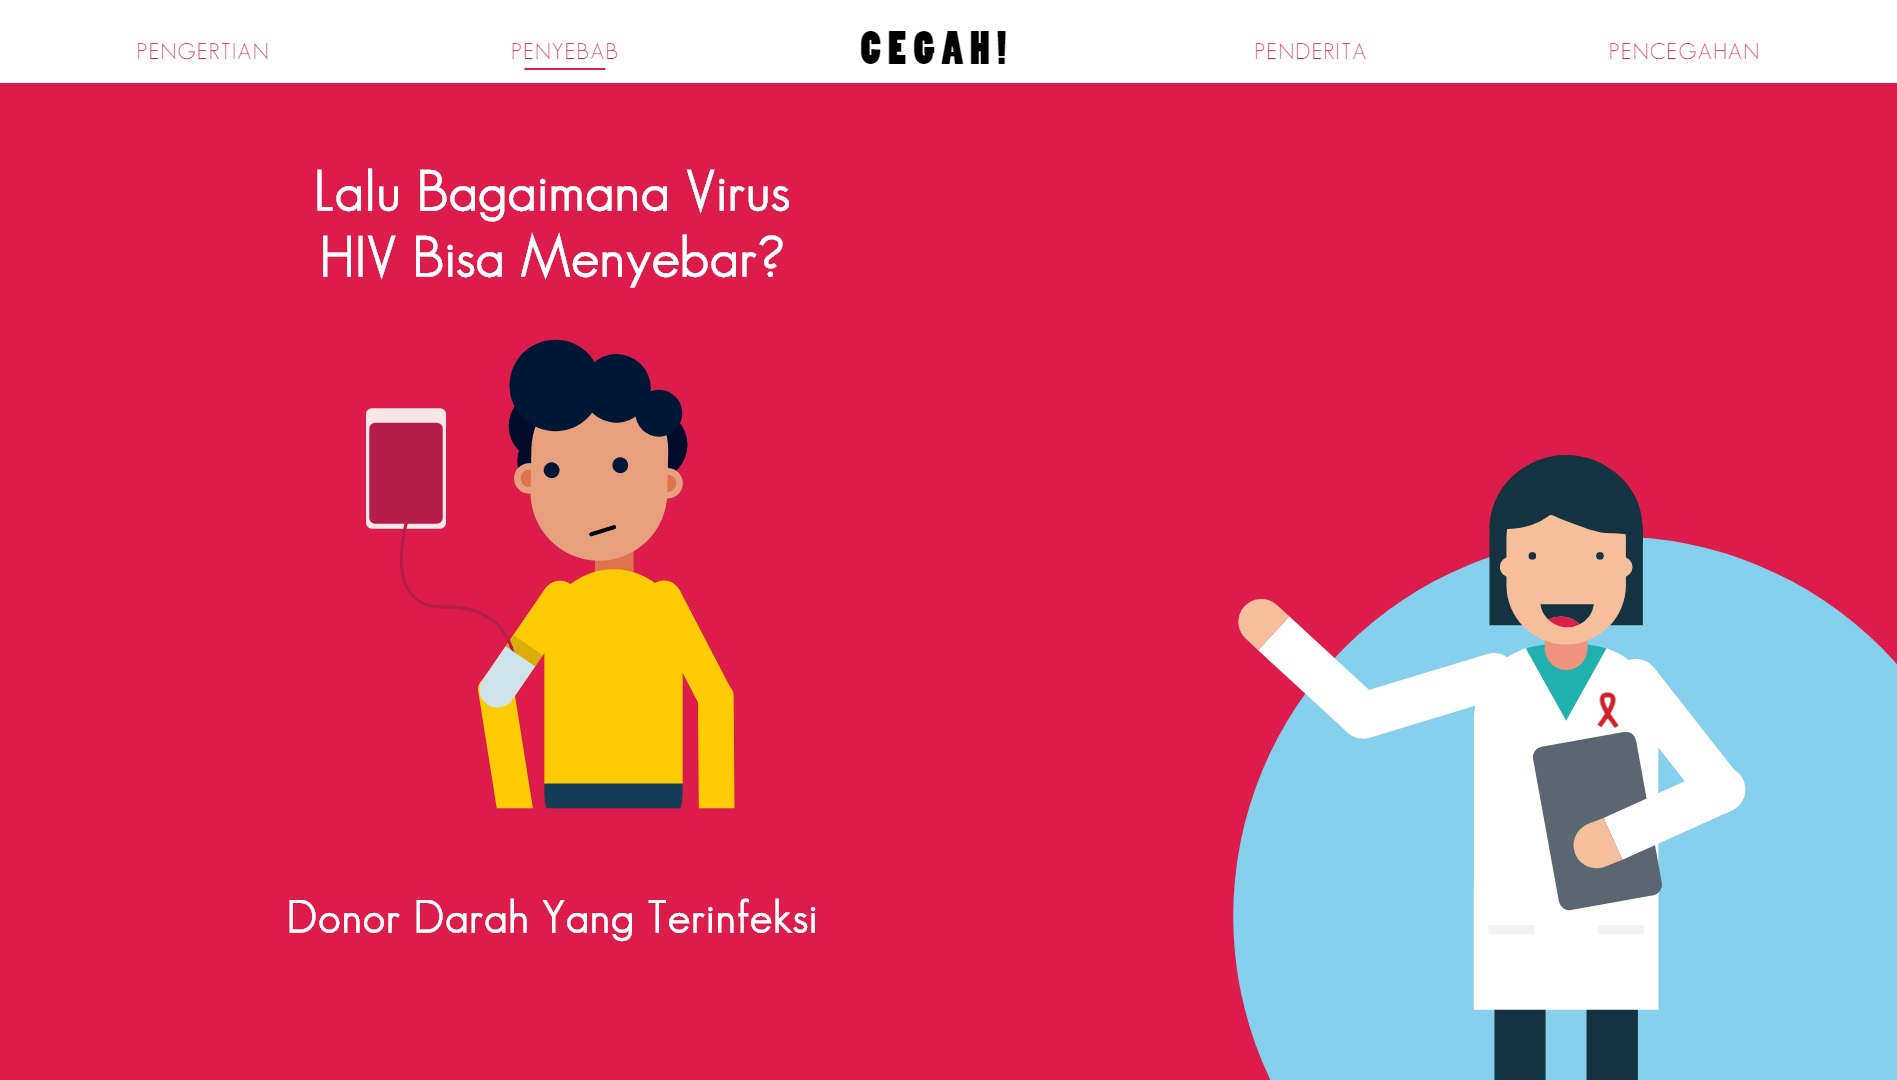 PENGERTIAN
PENYEBAB
CEGAH!
PENDERITA
PENCEGAHAN
Lalu Bagaimana Virus
HIV Bisa Menyebar?
Donor Darah Yang Terinfeksi